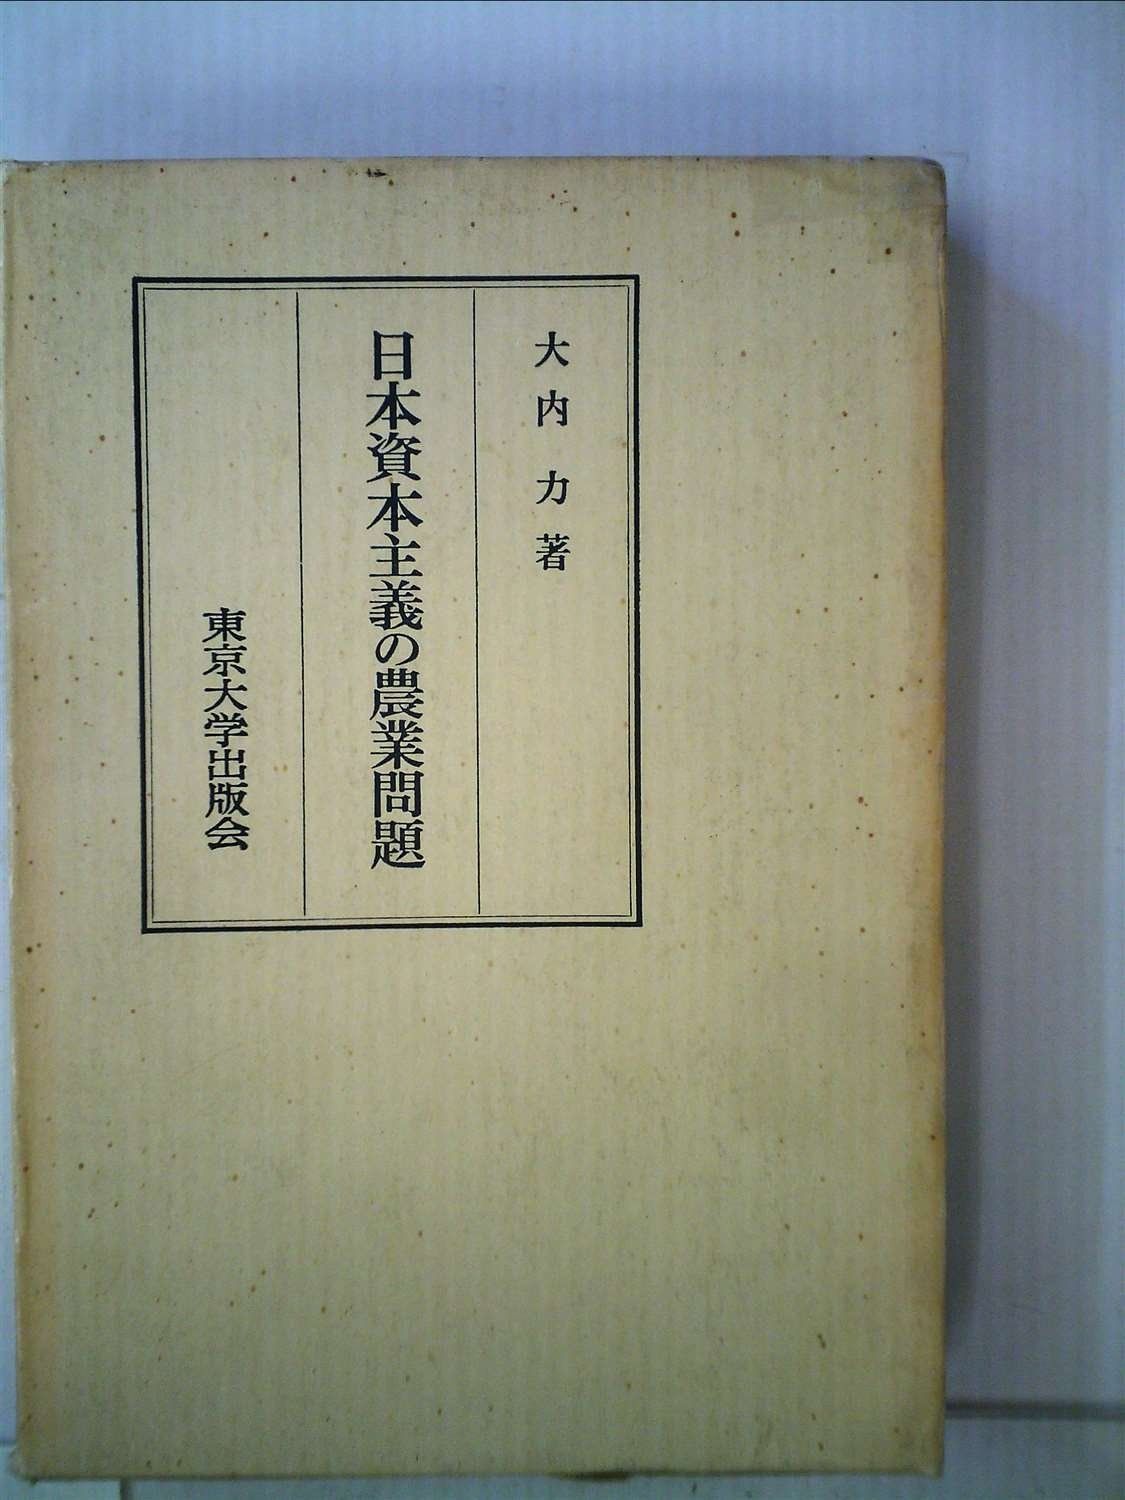 大内 力 著
日本資本主義の農業問題
東京大学出版会